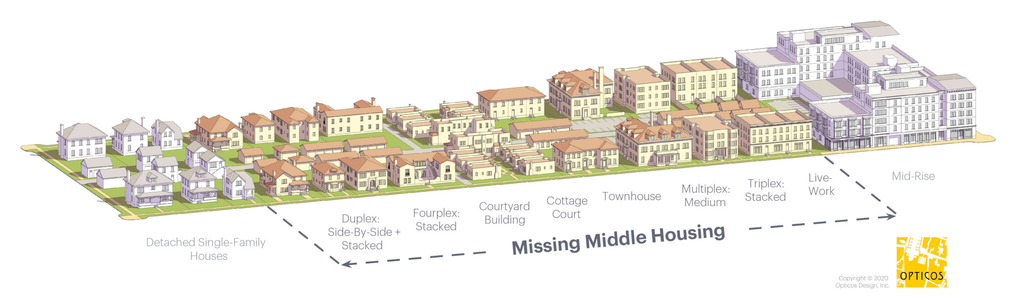 Detached Single-Family
Houses
Duplex:
Side-By-Side +
Stacked
Fourplex:
Stacked
Courtyard
Building
Cottage
Court
Townhouse
Multiplex:
Medium
Triplex:
Stacked
Live-
Work
Mid-Rise
Missing Middle Housing
Copyright © 2020
Opticos Design, Inc.
OPTICOS